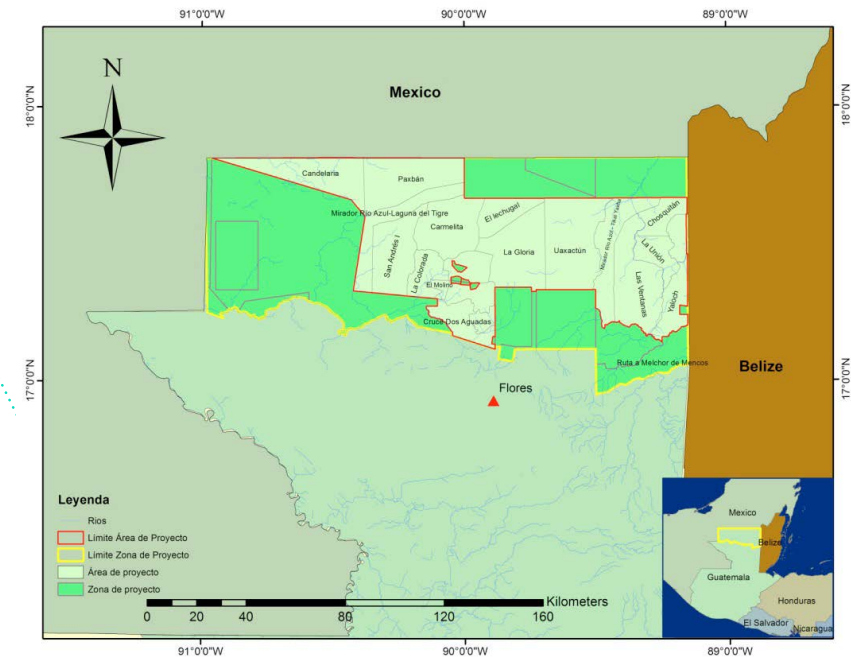 91°0'0"W
90°0'0"W
89°0'0"W
N
Mexico
18°0'0"N
18°0'0"N
Candelaria
Paxbán
Mirador Río Azul-Laguna del Tigre
El lechugal
Chosquitán
Carmelita
San Andrés I
La Colorada
La Gloria
Uaxactún
La Unión
El Molino
Las Ventanas
Yaloch
Cruce Dos Aguadas
Ruta a Melchor de Mencos
Belize
17°0'0"N
17°0'0"N
Flores
Leyenda
Rios
Límite Área de Proyecto
Límite Zona de Proyecto
Área de proyecto
Zona de proyecto
Kilometers
0 20 40 80 120 160
Mexico
Belize
Guatemala
Honduras
El Salvador
Nicaragua
91°0'0"W
90°0'0"W
89°0'0"W